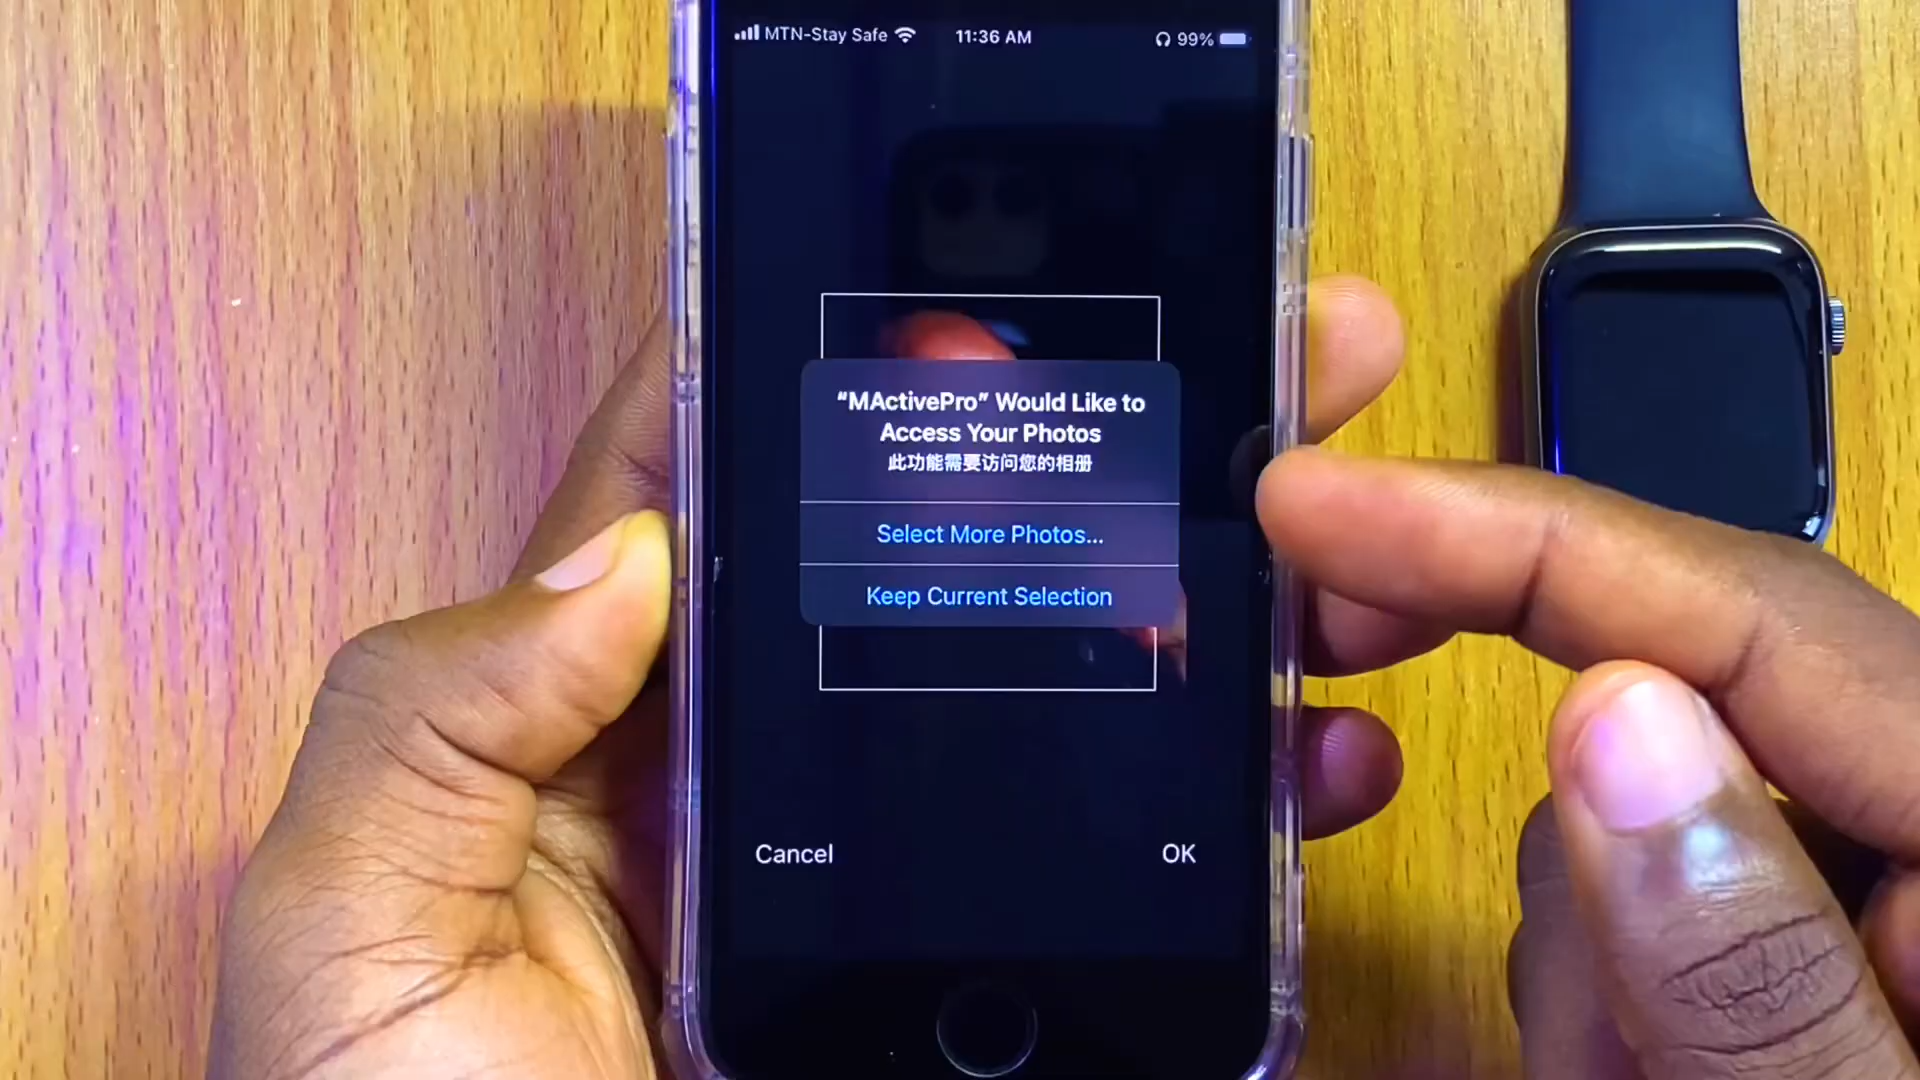 MTN-Stay Safe 11:36 AM 99%
“MActivePro” Would Like to
Access Your Photos
此功能需要访问您的相册
Select More Photos...
Keep Current Selection
Cancel OK